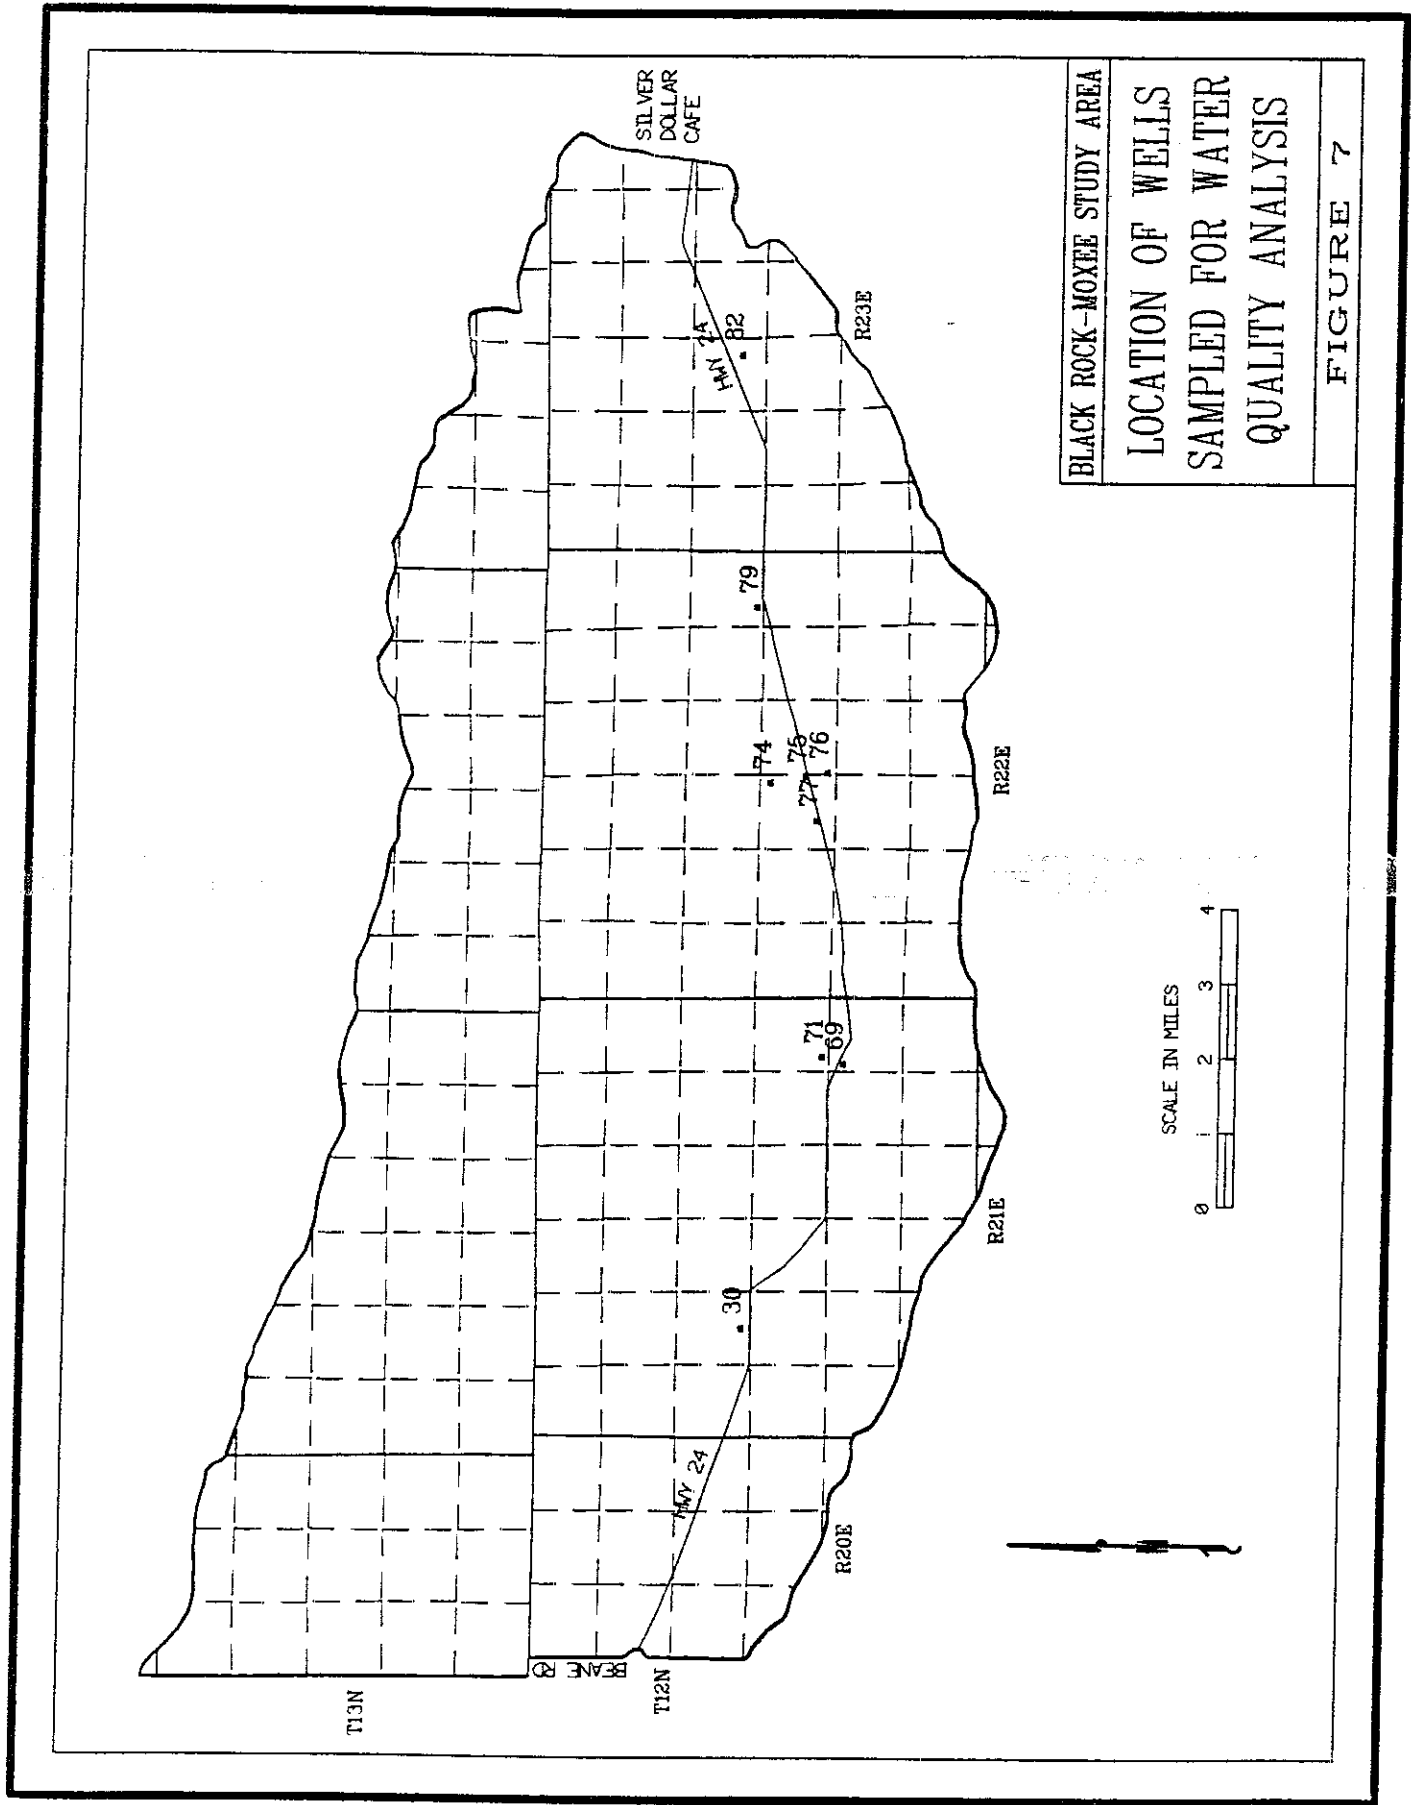 SILVER
DOLLAR
CAFE
HWY 24
82
R23E
79
74
75
76
77
R22E
71
69
R21E
30
HWY 24
R20E
BEANE RD
T12N
T13N
SCALE IN MILES
0 1 2 3 4
N
BLACK ROCK-MOXEE STUDY AREA
LOCATION OF WELLS
SAMPLED FOR WATER
QUALITY ANALYSIS
FIGURE 7